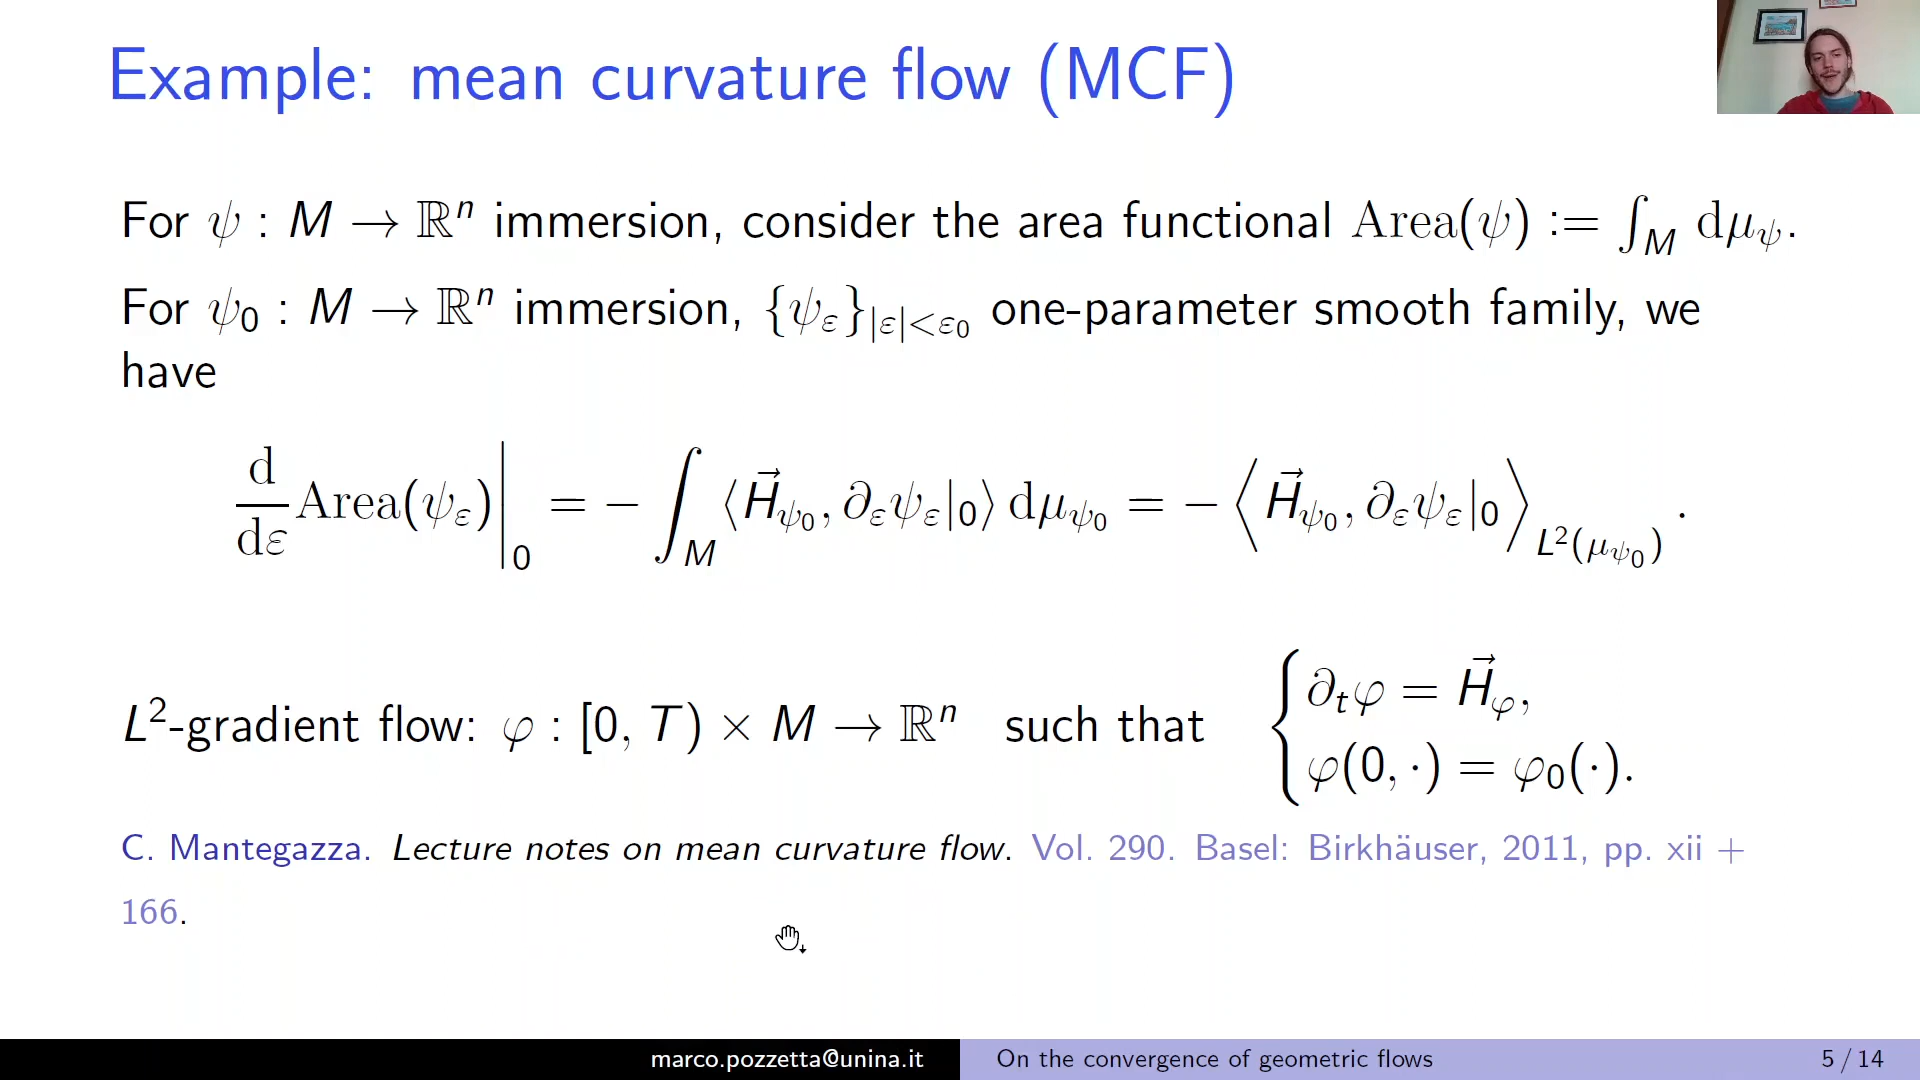 Example: mean curvature flow (MCF)
For ψ : M → ℝⁿ immersion, consider the area functional Area(ψ) := ∫_M dμ_ψ.
For ψ₀ : M → ℝⁿ immersion, {ψ_ε}_{|ε|<ε₀} one-parameter smooth family, we
have
d/dε Area(ψ_ε)|₀ = − ∫_M ⟨H⃗_{ψ₀}, ∂_εψ_ε|₀⟩ dμ_{ψ₀} = − ⟨H⃗_{ψ₀}, ∂_εψ_ε|₀⟩_{L²(μ_{ψ₀})} .
L²-gradient flow: φ : [0, T) × M → ℝⁿ such that { ∂_tφ = H⃗_φ,
φ(0, ·) = φ₀(·).
C. Mantegazza. Lecture notes on mean curvature flow. Vol. 290. Basel: Birkhäuser, 2011, pp. xii +
166.
marco.pozzetta@unina.it On the convergence of geometric flows 5 / 14